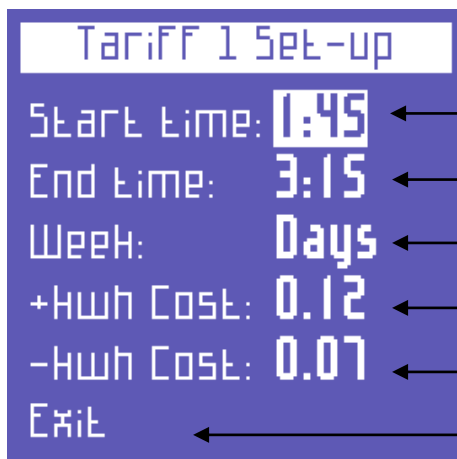 Tariff 1 Set-up
Start time: 1:45
End time: 3:15
Week: Days
+kwh Cost: 0.12
-kwh Cost: 0.07
Exit